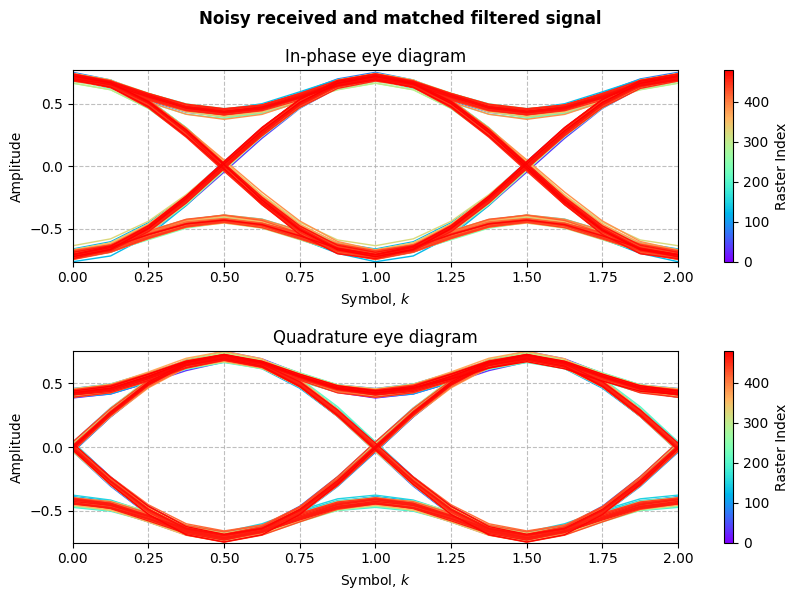 Noisy received and matched filtered signal
In-phase eye diagram
Amplitude
0.5
0.0
−0.5
0.00 0.25 0.50 0.75 1.00 1.25 1.50 1.75 2.00
Symbol, k
400
300
200
100
0
Raster Index
Quadrature eye diagram
Amplitude
0.5
0.0
−0.5
0.00 0.25 0.50 0.75 1.00 1.25 1.50 1.75 2.00
Symbol, k
400
300
200
100
0
Raster Index